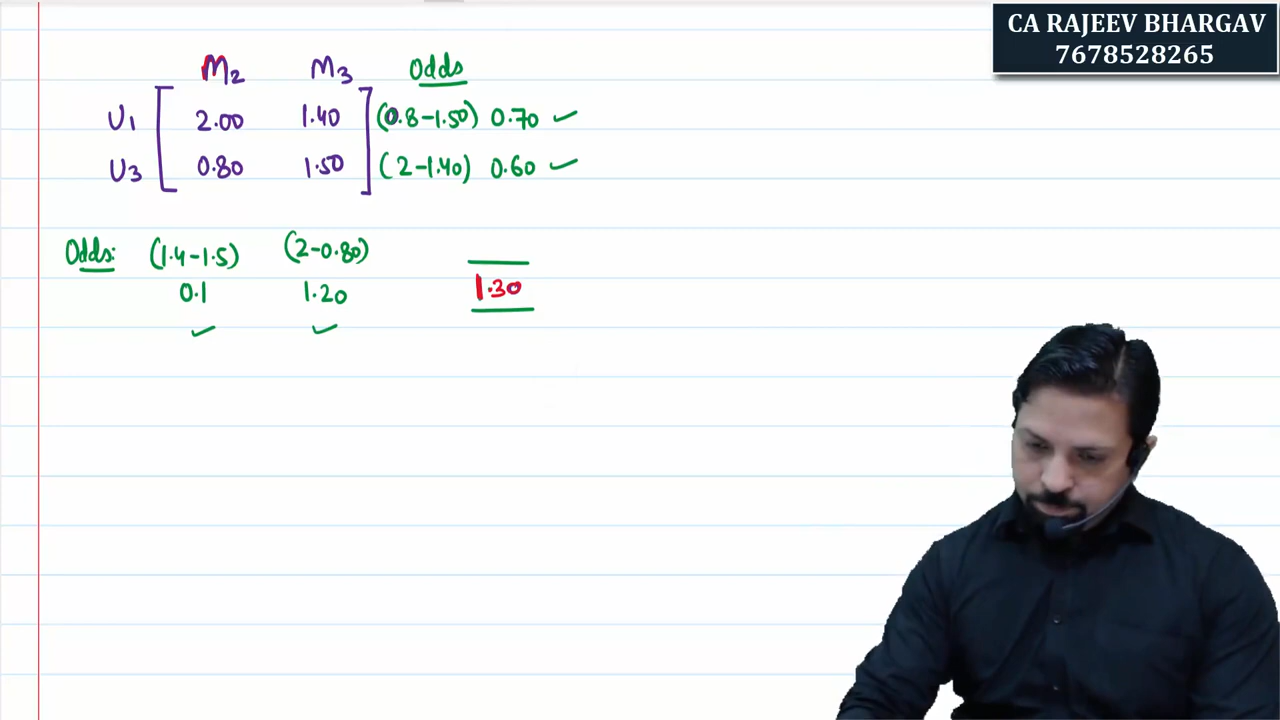 CA RAJEEV BHARGAV
7678528265
M2 M3 Odds
U1 2.00 1.40 (0.8-1.50) 0.70 ✓
U3 0.80 1.50 (2-1.40) 0.60 ✓
Odds: (1.4-1.5) (2-0.80)
0.1 1.20 1.30
✓ ✓